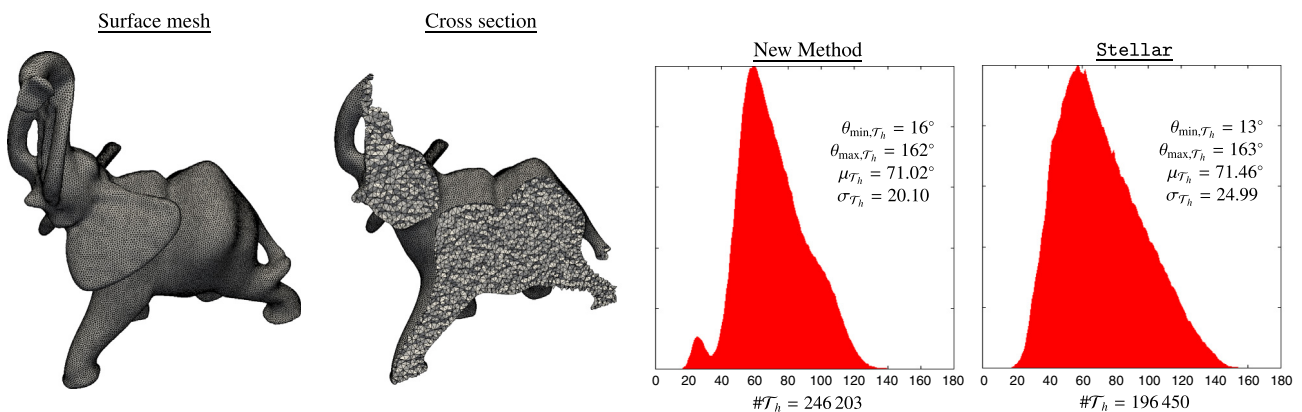 Surface mesh
Cross section
New Method
θmin,𝒯h = 16°
θmax,𝒯h = 162°
μ𝒯h = 71.02°
σ𝒯h = 20.10
0 20 40 60 80 100 120 140 160 180
#𝒯h = 246 203
Stellar
θmin,𝒯h = 13°
θmax,𝒯h = 163°
μ𝒯h = 71.46°
σ𝒯h = 24.99
0 20 40 60 80 100 120 140 160 180
#𝒯h = 196 450